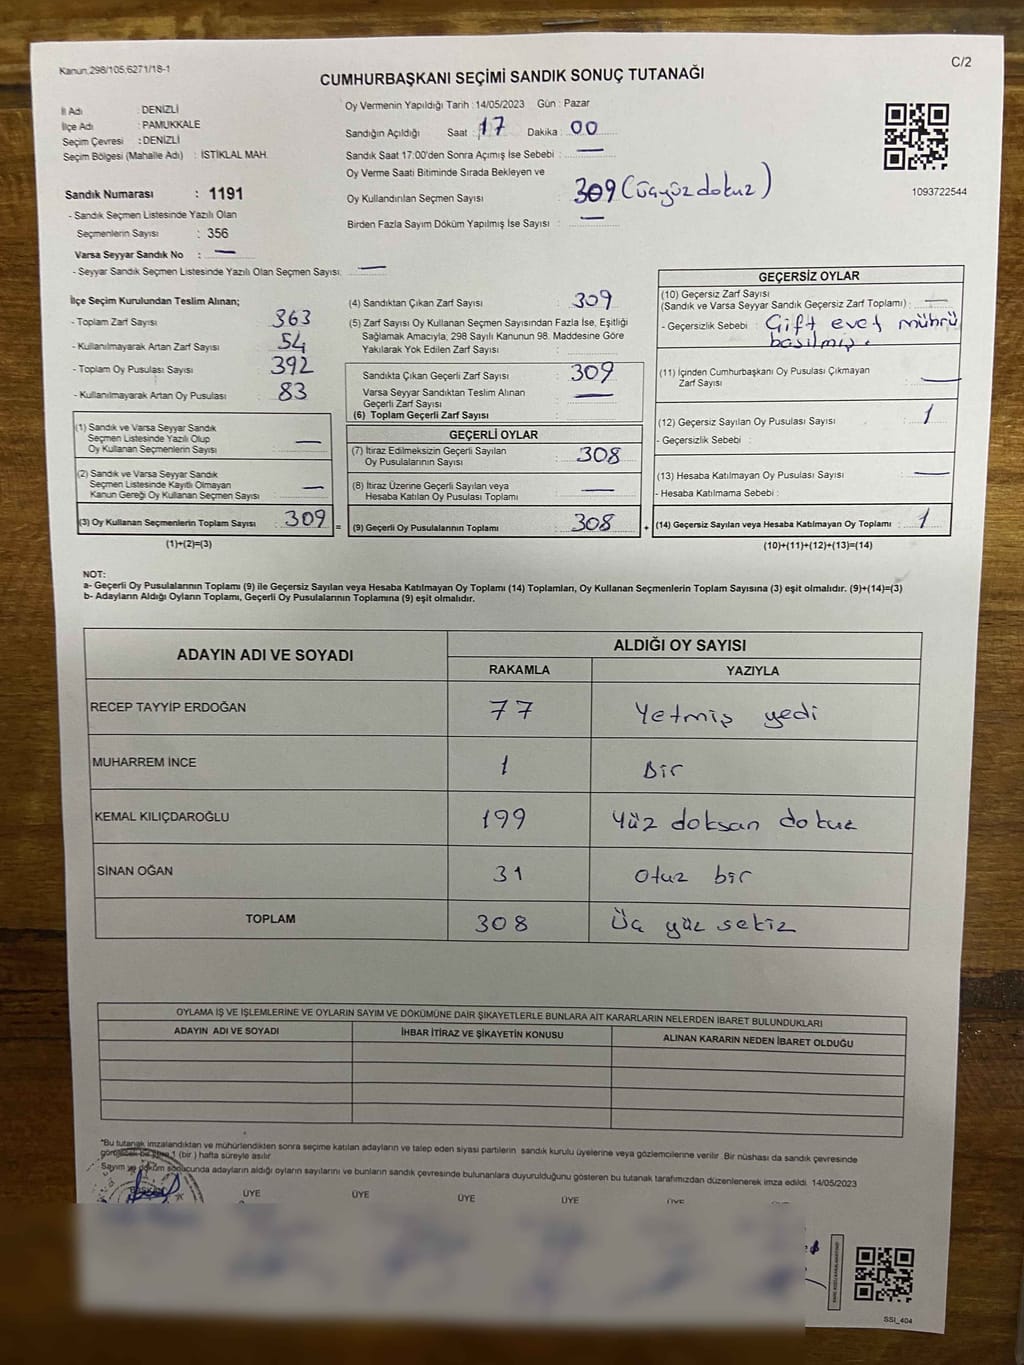 Kanun,298/105,6271/18-1
C/2
CUMHURBAŞKANI SEÇİMİ SANDIK SONUÇ TUTANAĞI
İl Adı : DENİZLİ
İlçe Adı : PAMUKKALE
Seçim Çevresi : DENİZLİ
Seçim Bölgesi (Mahalle Adı) : İSTİKLAL MAH.
Sandık Numarası : 1191
- Sandık Seçmen Listesinde Yazılı Olan
Seçmenlerin Sayısı : 356
Varsa Seyyar Sandık No : —
- Seyyar Sandık Seçmen Listesinde Yazılı Olan Seçmen Sayısı: —
Oy Vermenin Yapıldığı Tarih : 14/05/2023 Gün : Pazar
Sandığın Açıldığı Saat : 17 Dakika : 00
Sandık Saat 17:00'den Sonra Açımış İse Sebebi : —
Oy Verme Saati Bitiminde Sırada Bekleyen ve
Oy Kullandırılan Seçmen Sayısı : 309 (üçyüz dokuz)
Birden Fazla Sayım Döküm Yapılmış İse Sayısı : —
1093722544
İlçe Seçim Kurulundan Teslim Alınan;
- Toplam Zarf Sayısı 363
- Kullanılmayarak Artan Zarf Sayısı 54
- Toplam Oy Pusulası Sayısı 392
- Kullanılmayarak Artan Oy Pusulası 83
(1) Sandık ve Varsa Seyyar Sandık
Seçmen Listesinde Yazılı Olup
Oy Kullanan Seçmenlerin Sayısı —
(2) Sandık ve Varsa Seyyar Sandık
Seçmen Listesinde Kayıtlı Olmayan
Kanun Gereği Oy Kullanan Seçmen Sayısı —
(3) Oy Kullanan Seçmenlerin Toplam Sayısı : 309 =
(1)+(2)=(3)
(4) Sandıktan Çıkan Zarf Sayısı : 309
(5) Zarf Sayısı Oy Kullanan Seçmen Sayısından Fazla İse, Eşitliği
Sağlamak Amacıyla, 298 Sayılı Kanunun 98. Maddesine Göre
Yakılarak Yok Edilen Zarf Sayısı :
Sandıkta Çıkan Geçerli Zarf Sayısı : 309
Varsa Seyyar Sandıktan Teslim Alınan
Geçerli Zarf Sayısı : —
(6) Toplam Geçerli Zarf Sayısı :
GEÇERLİ OYLAR
(7) İtiraz Edilmeksizin Geçerli Sayılan
Oy Pusulalarının Sayısı : 308
(8) İtiraz Üzerine Geçerli Sayılan veya
Hesaba Katılan Oy Pusulası Toplamı : —
(9) Geçerli Oy Pusulalarının Toplamı : 308 +
GEÇERSİZ OYLAR
(10) Geçersiz Zarf Sayısı
(Sandık ve Varsa Seyyar Sandık Geçersiz Zarf Toplamı) : —
- Geçersizlik Sebebi : Çift evet mührü
basılmış.
(11) İçinden Cumhurbaşkanı Oy Pusulası Çıkmayan
Zarf Sayısı : —
(12) Geçersiz Sayılan Oy Pusulası Sayısı : 1
- Geçersizlik Sebebi :
(13) Hesaba Katılmayan Oy Pusulası Sayısı : —
- Hesaba Katılmama Sebebi :
(14) Geçersiz Sayılan veya Hesaba Katılmayan Oy Toplamı : 1
(10)+(11)+(12)+(13)=(14)
NOT:
a- Geçerli Oy Pusulalarının Toplamı (9) ile Geçersiz Sayılan veya Hesaba Katılmayan Oy Toplamı (14) Toplamları, Oy Kullanan Seçmenlerin Toplam Sayısına (3) eşit olmalıdır. (9)+(14)=(3)
b- Adayların Aldığı Oyların Toplamı, Geçerli Oy Pusulalarının Toplamına (9) eşit olmalıdır.
ADAYIN ADI VE SOYADI
ALDIĞI OY SAYISI
RAKAMLA YAZIYLA
RECEP TAYYİP ERDOĞAN 77 Yetmiş yedi
MUHARREM İNCE 1 Bir
KEMAL KILIÇDAROĞLU 199 Yüz doksan dokuz
SİNAN OĞAN 31 Otuz bir
TOPLAM 308 Üç yüz sekiz
OYLAMA İŞ VE İŞLEMLERİNE VE OYLARIN SAYIM VE DÖKÜMÜNE DAİR ŞİKAYETLERLE BUNLARA AİT KARARLARIN NELERDEN İBARET BULUNDUKLARI
ADAYIN ADI VE SOYADI İHBAR İTİRAZ VE ŞİKAYETİN KONUSU ALINAN KARARIN NEDEN İBARET OLDUĞU
*Bu tutanak imzalandıktan ve mühürlendikten sonra seçime katılan adayların ve talep eden siyasi partilerin sandık kurulu üyelerine veya gözlemcilerine verilir. Bir nüshası da sandık çevresinde
görülecek bir yere 1 (bir) hafta süreyle asılır
Sayım ve döküm sonucunda adayların aldığı oyların sayılarını ve bunların sandık çevresinde bulunanlara duyurulduğunu gösteren bu tutanak tarafımızdan düzenlenerek imza edildi. 14/05/2023
BAŞKAN ÜYE ÜYE ÜYE ÜYE ÜYE
SSI_404